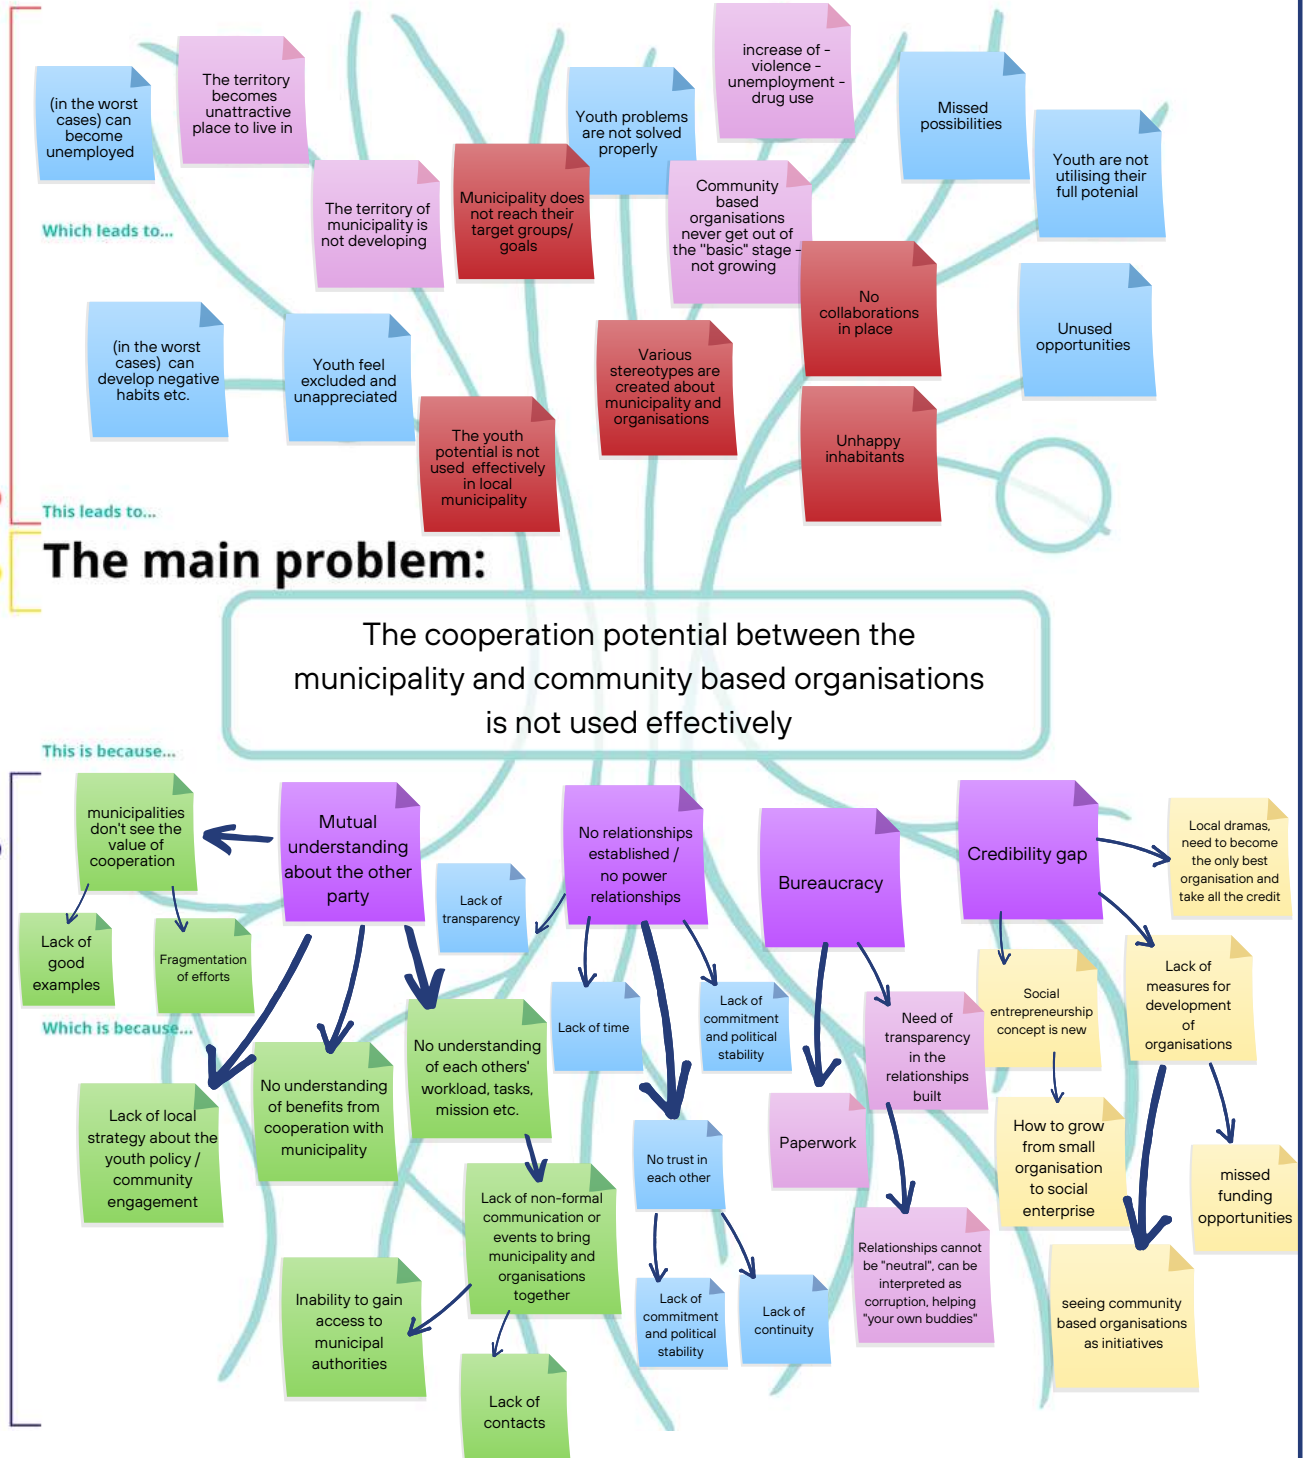 (in the worst
cases) can
become
unemployed
The territory
becomes
unattractive
place to live in
The territory of
municipality is
not developing
Municipality does
not reach their
target groups/
goals
Youth problems
are not solved
properly
increase of -
violence -
unemployment -
drug use
Community
based
organisations
never get out of
the "basic" stage -
not growing
Missed
possibilities
Youth are not
utilising their
full potenial
Which leads to...
No
collaborations
in place
Unused
opportunities
(in the worst
cases) can
develop negative
habits etc.
Youth feel
excluded and
unappreciated
The youth
potential is not
used effectively
in local
municipality
Various
stereotypes are
created about
municipality and
organisations
Unhappy
inhabitants
This leads to...
The main problem:
The cooperation potential between the
municipality and community based organisations
is not used effectively
This is because...
municipalities
don't see the
value of
cooperation
Mutual
understanding
about the other
party
No relationships
established /
no power
relationships
Bureaucracy
Credibility gap
Local dramas,
need to become
the only best
organisation and
take all the credit
Lack of
transparency
Lack of
good
examples
Fragmentation
of efforts
Which is because...
Lack of time
Lack of
commitment
and political
stability
Need of
transparency
in the
relationships
built
Social
entrepreneurship
concept is new
Lack of
measures for
development
of
organisations
Lack of local
strategy about the
youth policy /
community
engagement
No understanding
of benefits from
cooperation with
municipality
No understanding
of each others'
workload, tasks,
mission etc.
No trust in
each other
Paperwork
How to grow
from small
organisation
to social
enterprise
missed
funding
opportunities
Lack of non-formal
communication or
events to bring
municipality and
organisations
together
Relationships cannot
be "neutral", can be
interpreted as
corruption, helping
"your own buddies"
Inability to gain
access to
municipal
authorities
Lack of
commitment
and political
stability
Lack of
continuity
seeing community
based organisations
as initiatives
Lack of
contacts